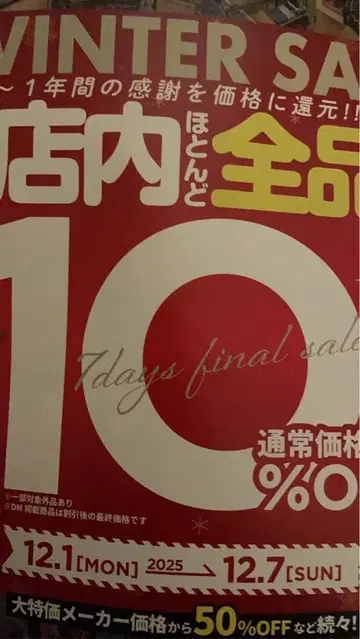 WINTER SA
～１年間の感謝を価格に還元!!
店内ほとんど全品
10
7days final sale
通常価格
%O
※一部対象外品あり
※DM掲載商品は割引後の最終価格です
12.1[MON] 2025 → 12.7[SUN]
大特価メーカー価格から50%OFFなど続々!